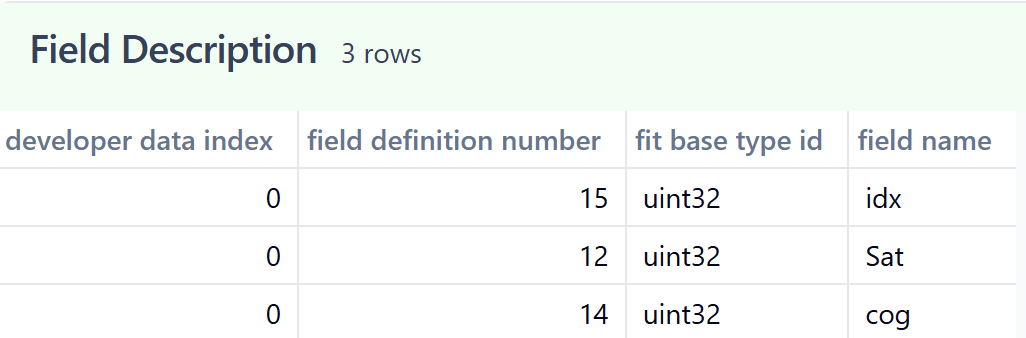 Field Description 3 rows
developer data index field definition number fit base type id field name
0 15 uint32 idx
0 12 uint32 Sat
0 14 uint32 cog